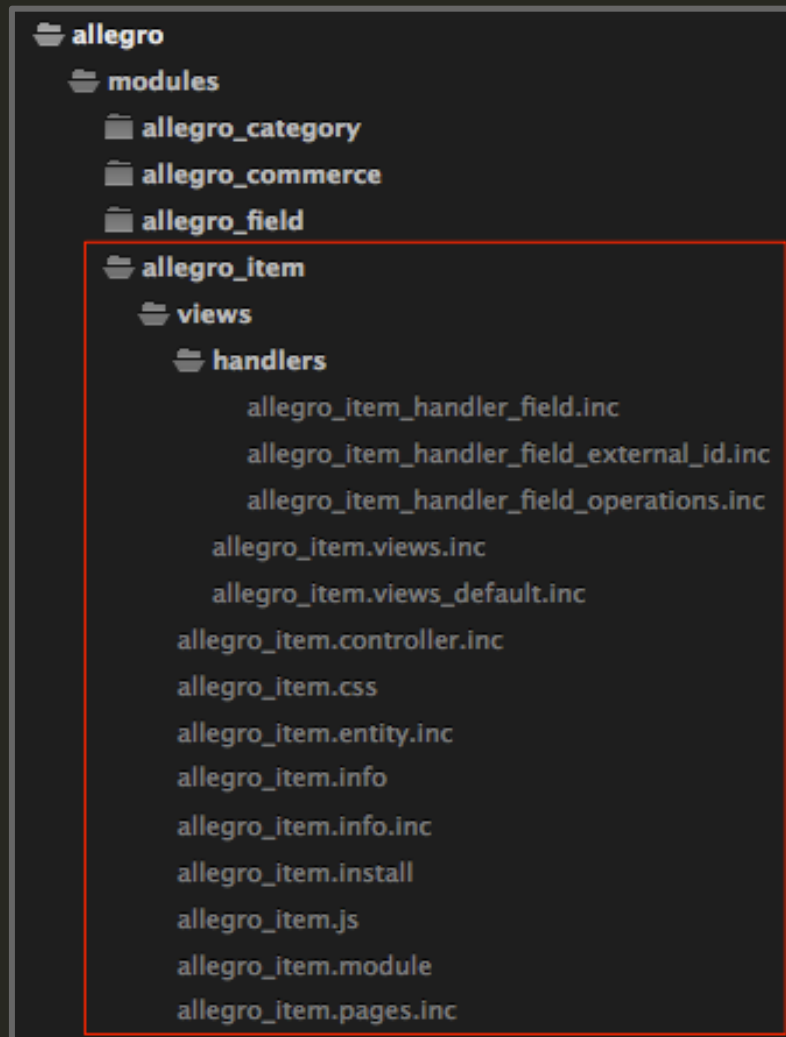 allegro
modules
allegro_category
allegro_commerce
allegro_field
allegro_item
views
handlers
allegro_item_handler_field.inc
allegro_item_handler_field_external_id.inc
allegro_item_handler_field_operations.inc
allegro_item.views.inc
allegro_item.views_default.inc
allegro_item.controller.inc
allegro_item.css
allegro_item.entity.inc
allegro_item.info
allegro_item.info.inc
allegro_item.install
allegro_item.js
allegro_item.module
allegro_item.pages.inc